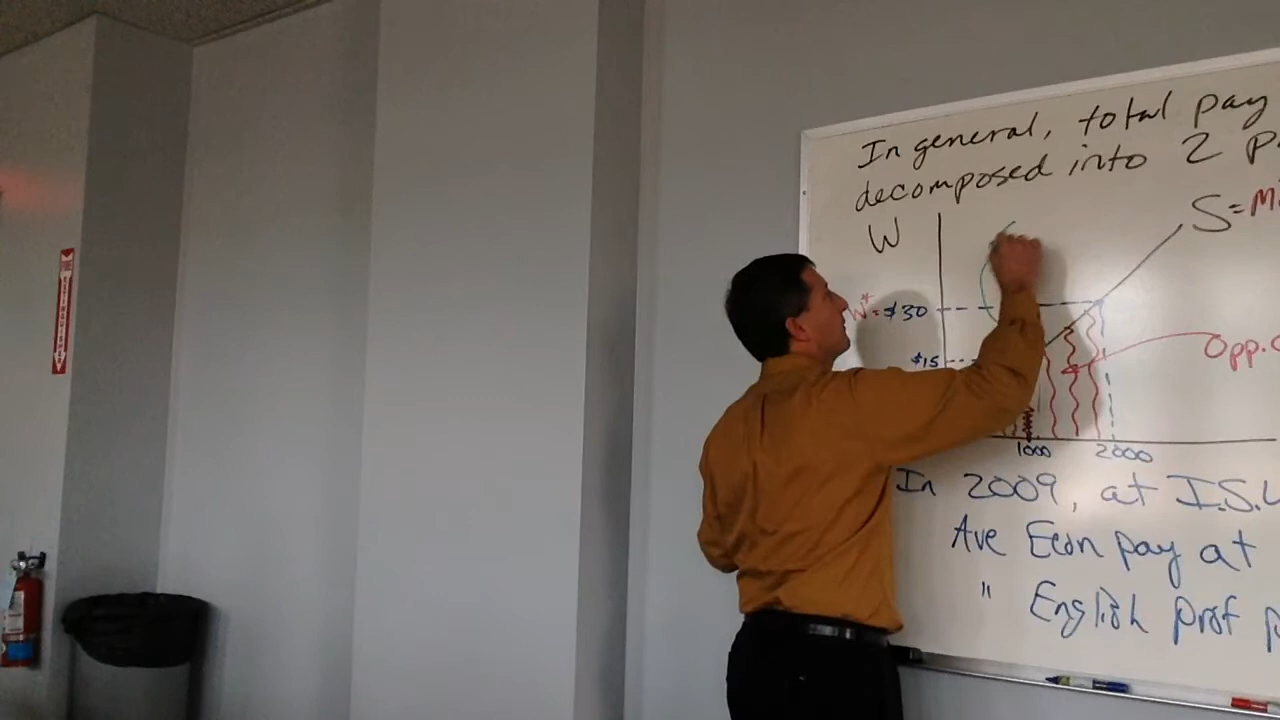 In general, total pay
decomposed into 2
W
S=
W*=$30
$15
Opp.
1000 2000
In 2009, at I.S.
Ave Econ pay at
" English prof